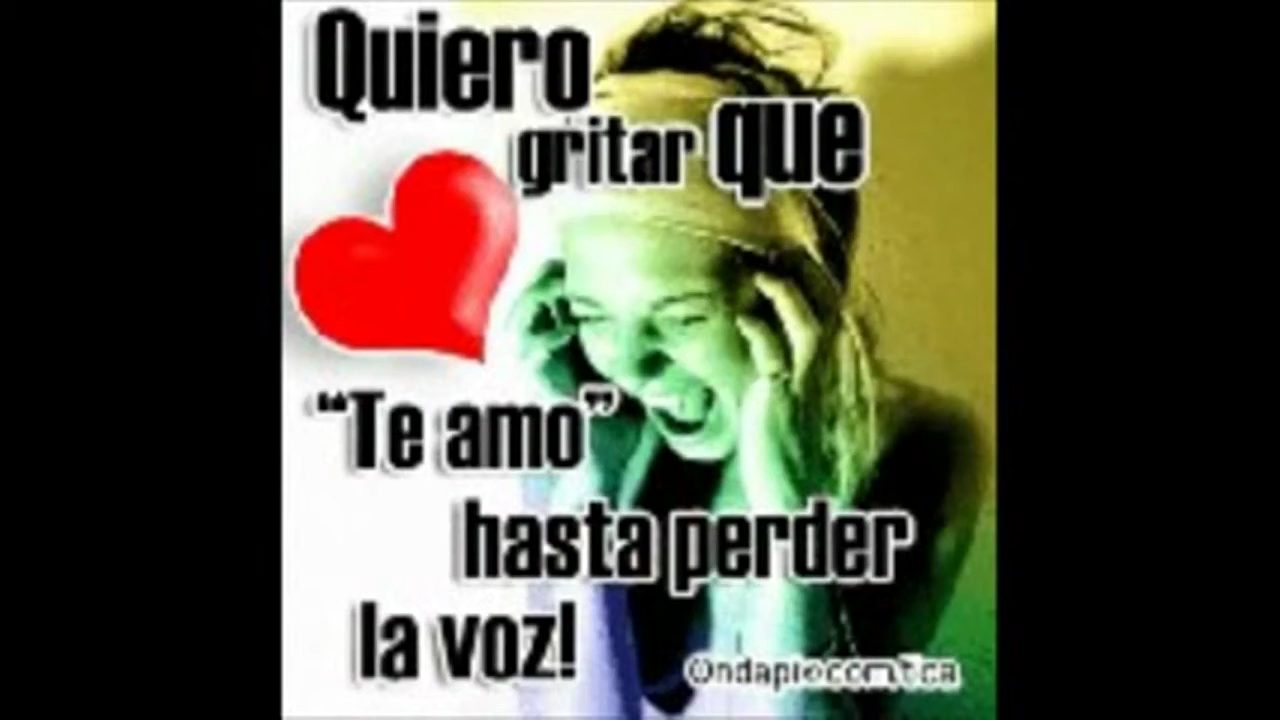 Quiero
gritar que
“Te amo”
hasta perder
la voz!